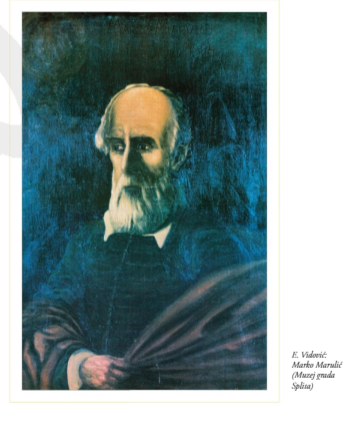 E. Vidović:
Marko Marulić
(Muzej grada
Splita)